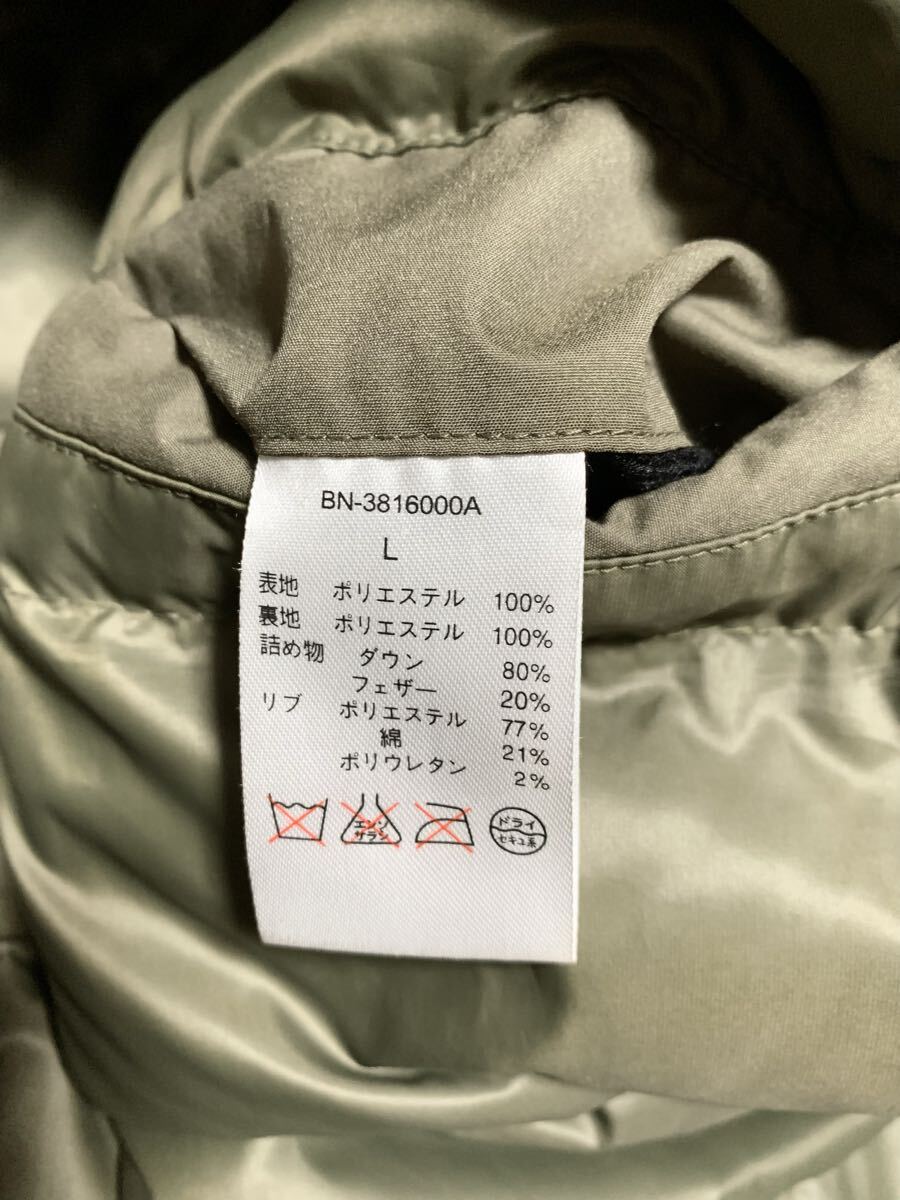 BN-3816000A
L
表地 ポリエステル 100%
裏地 ポリエステル 100%
詰め物 ダウン 80%
フェザー 20%
リブ ポリエステル 77%
綿 21%
ポリウレタン 2%
エンソ ドライ
サラシ セキユ系